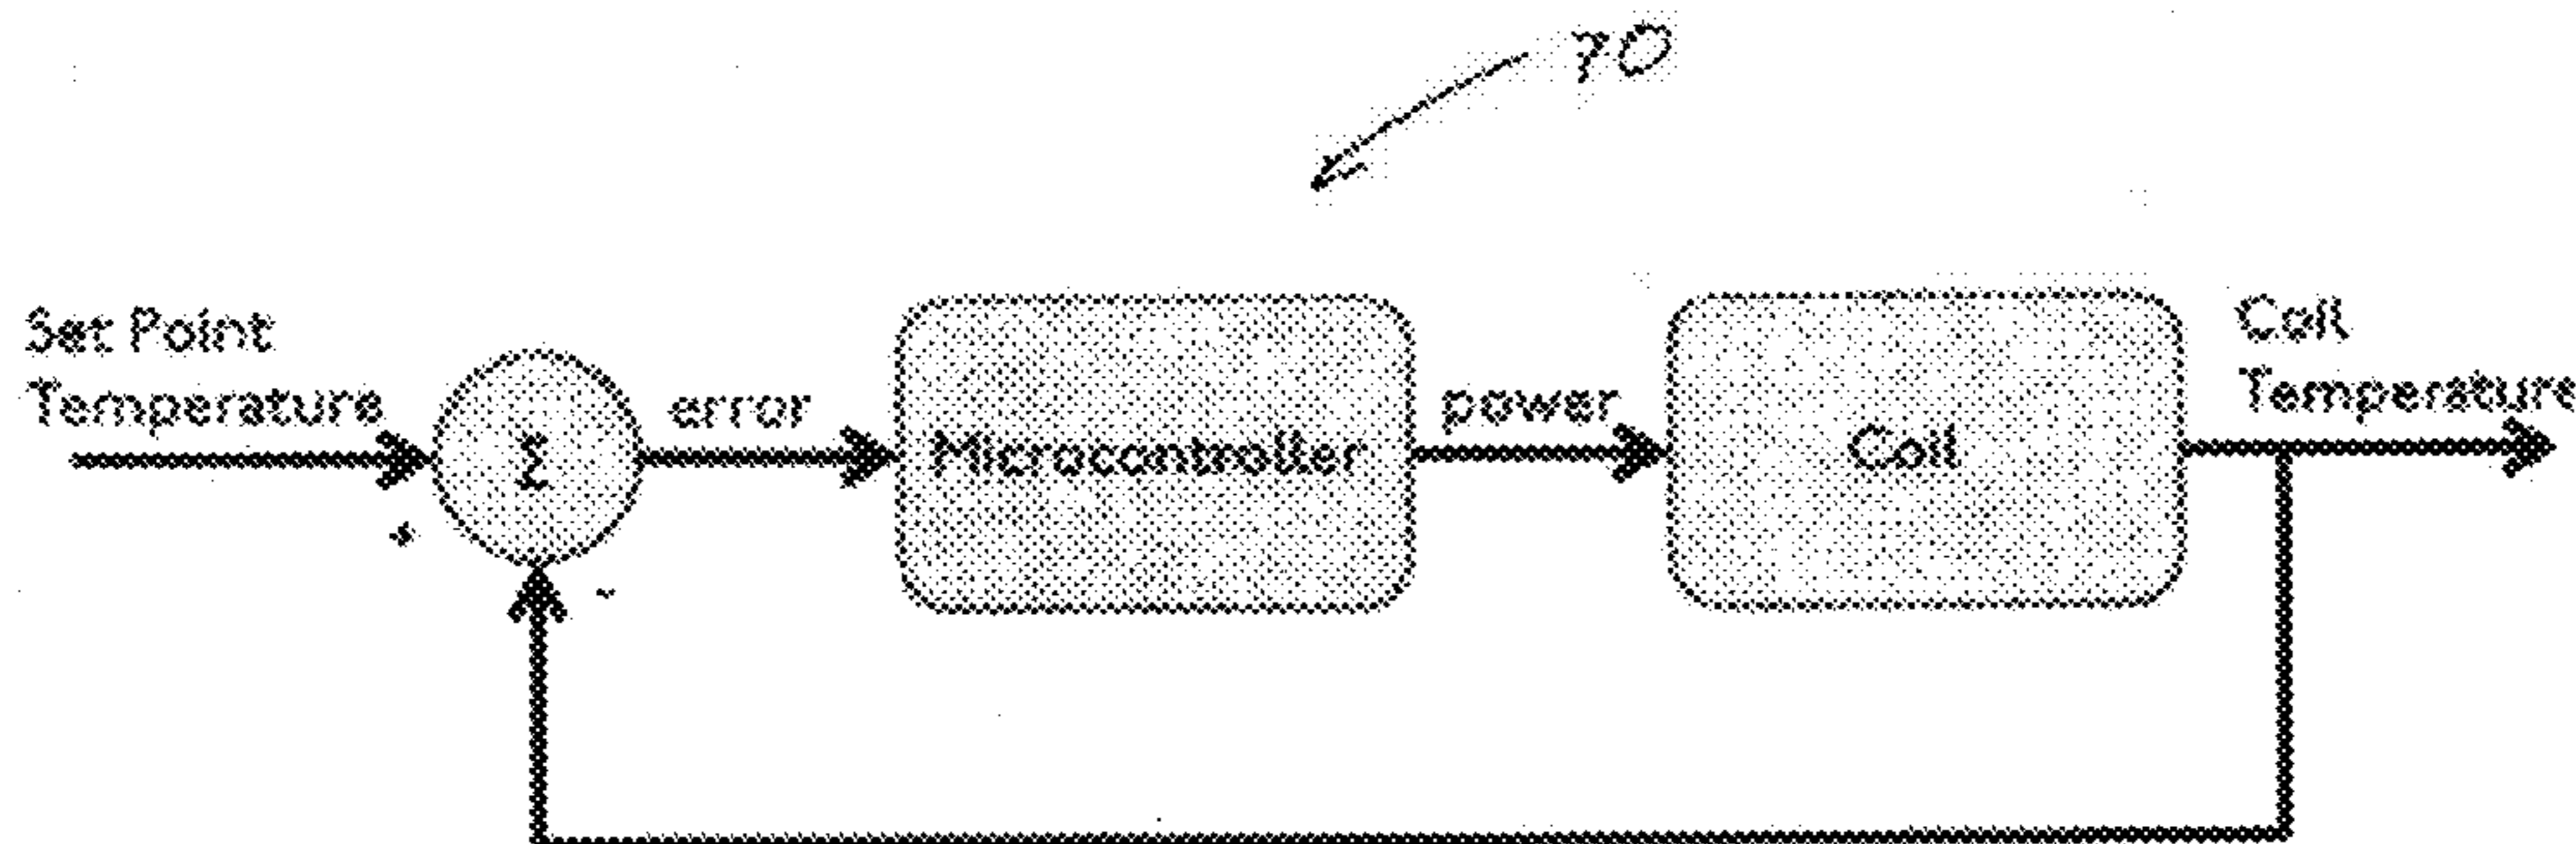 70
Set Point
Temperature
+
Σ
-
error
Microcontroller
power
Coil
Coil
Temperature